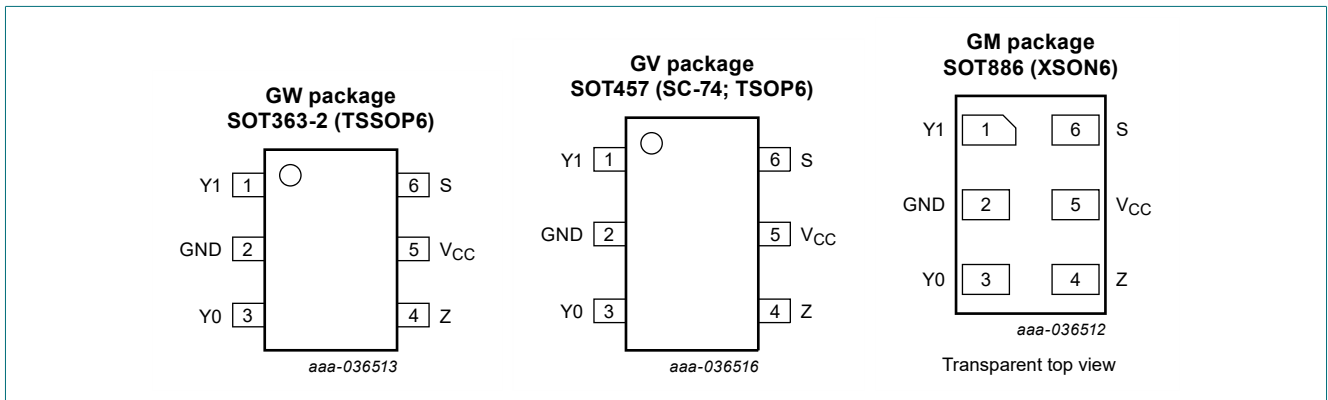 GW package
SOT363-2 (TSSOP6)
Y1 1 6 S
GND 2 5 VCC
Y0 3 4 Z
aaa-036513
GV package
SOT457 (SC-74; TSOP6)
Y1 1 6 S
GND 2 5 VCC
Y0 3 4 Z
aaa-036516
GM package
SOT886 (XSON6)
Y1 1 6 S
GND 2 5 VCC
Y0 3 4 Z
aaa-036512
Transparent top view